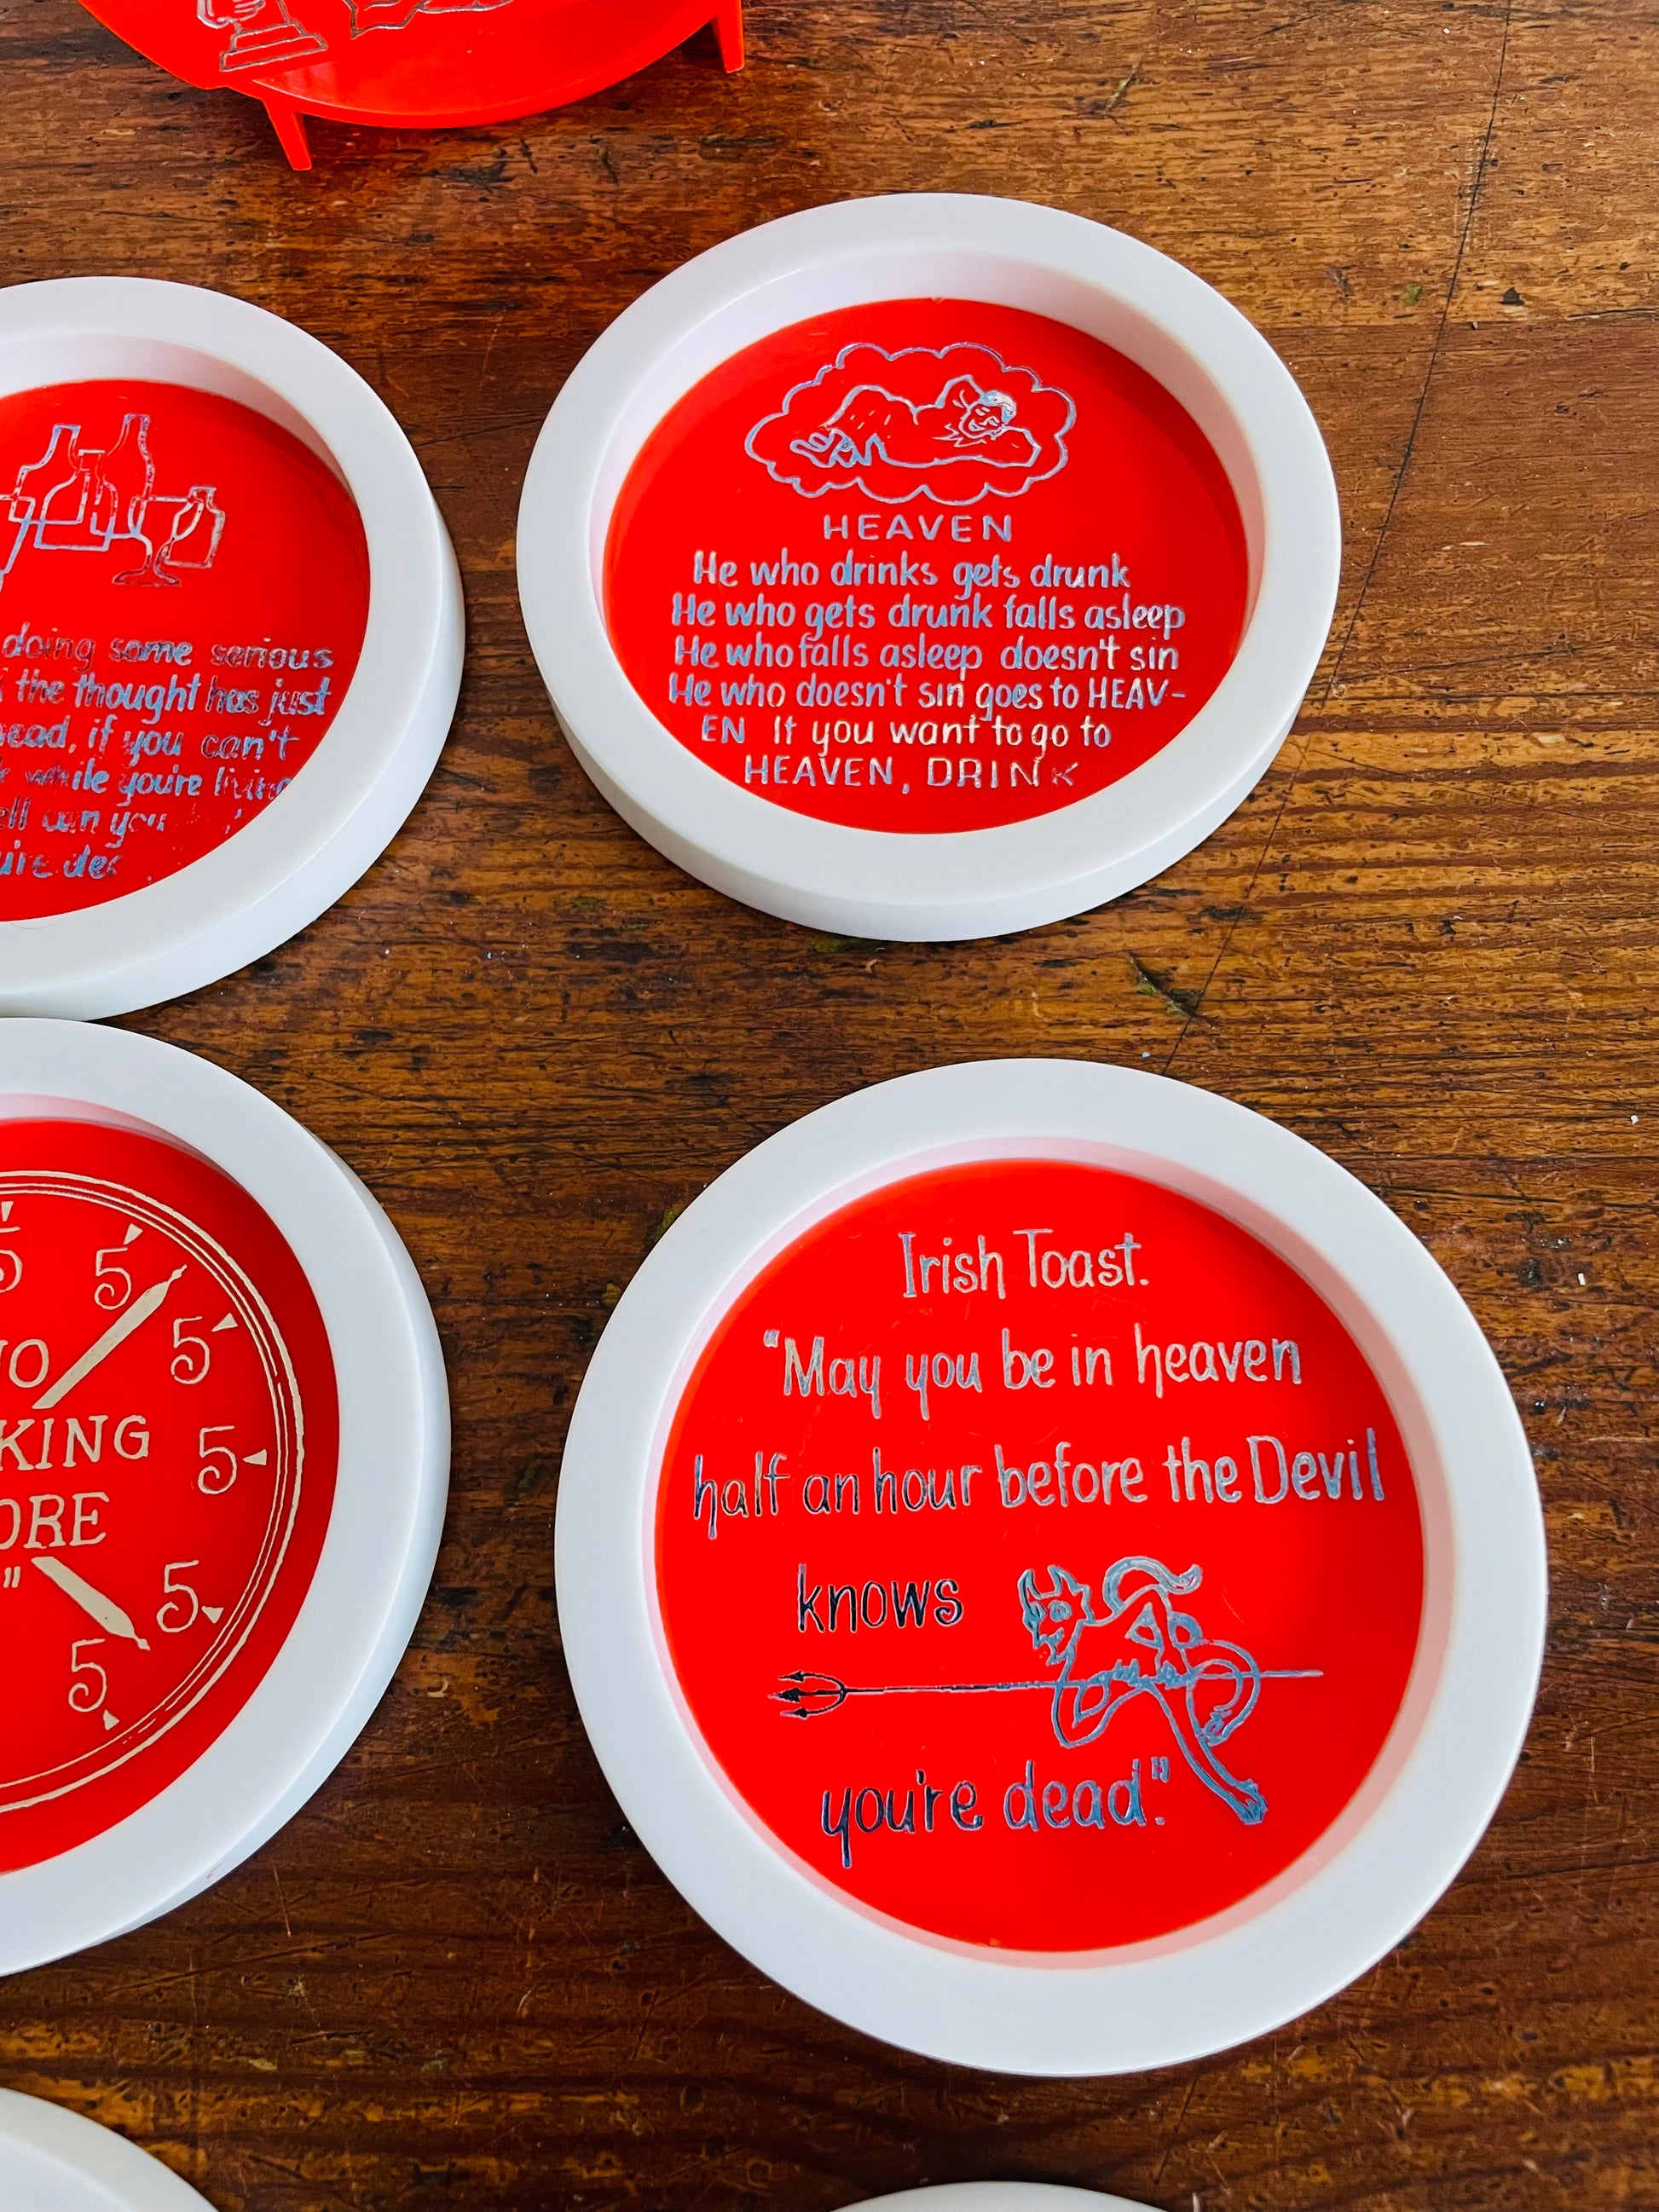 doing some serious
the thought has just
if you can't
while you're living
HEAVEN
He who drinks gets drunk
He who gets drunk falls asleep
He who falls asleep doesn't sin
He who doesn't sin goes to HEAV-
EN If you want to go to
HEAVEN, DRINK
5 5
5
5
5
5
Irish Toast.
"May you be in heaven
half an hour before the Devil
knows
you're dead."